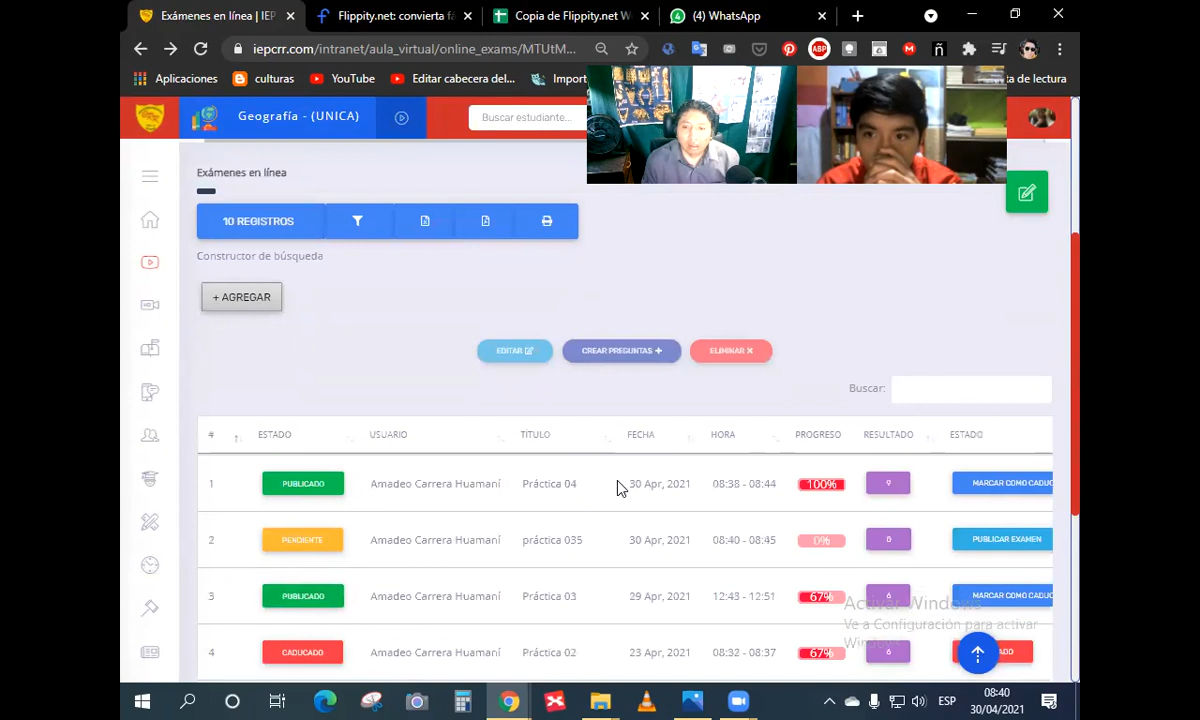 Exámenes en línea | IEP
Flippity.net: convierta fá
Copia de Flippity.net W
(4) WhatsApp
iepcrr.com/intranet/aula_virtual/online_exams/MTUtM...
Aplicaciones
culturas
YouTube
Editar cabecera del...
Import
ta de lectura
Geografía - (UNICA)
Buscar estudiante...
Exámenes en línea
10 REGISTROS
Constructor de búsqueda
+ AGREGAR
EDITAR
CREAR PREGUNTAS +
ELIMINAR ×
Buscar:
# ESTADO USUARIO TÍTULO FECHA HORA PROGRESO RESULTADO ESTADO
1 PUBLICADO Amadeo Carrera Huamaní Práctica 04 30 Apr, 2021 08:38 - 08:44 100% 9 MARCAR COMO CADUC
2 PENDIENTE Amadeo Carrera Huamaní práctica 035 30 Apr, 2021 08:40 - 08:45 0% PUBLICAR EXAMEN
3 PUBLICADO Amadeo Carrera Huamaní Práctica 03 29 Apr, 2021 12:43 - 12:51 67% 6 MARCAR COMO CADUC
4 CADUCADO Amadeo Carrera Huamaní Práctica 02 23 Apr, 2021 08:32 - 08:37 67% 6 ADO
Activar Windows
Ve a Configuración para activar
Windows.
ESP
08:40
30/04/2021